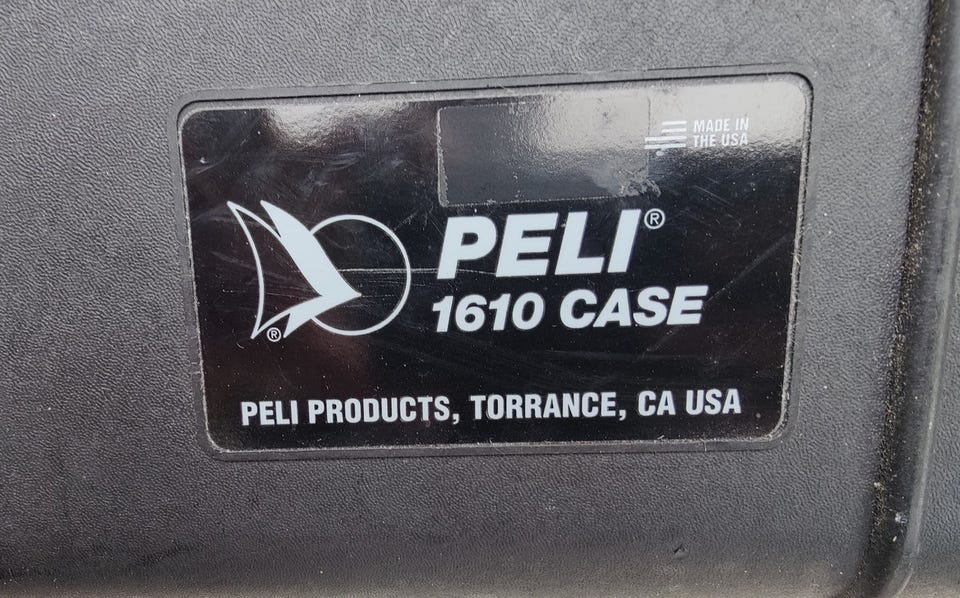 MADE IN
THE USA
PELI®
1610 CASE
®
PELI PRODUCTS, TORRANCE, CA USA